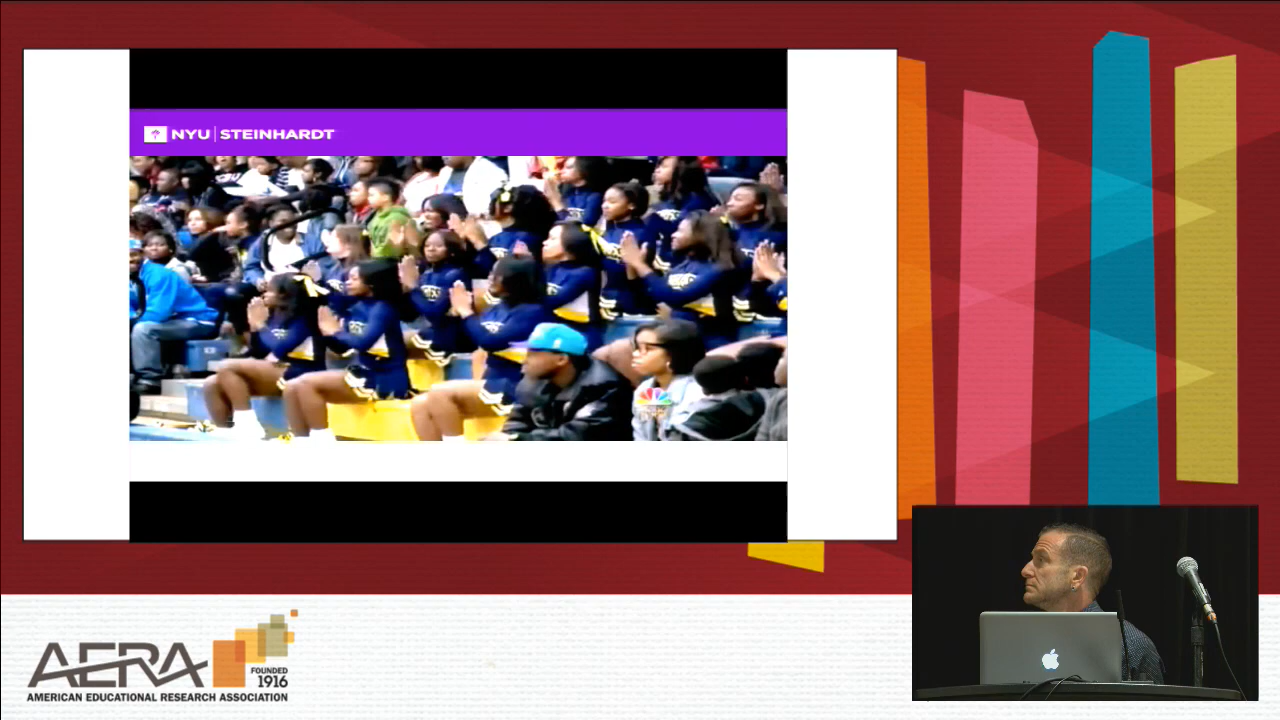 NYU | STEINHARDT
AERA
FOUNDED
1916
AMERICAN EDUCATIONAL RESEARCH ASSOCIATION